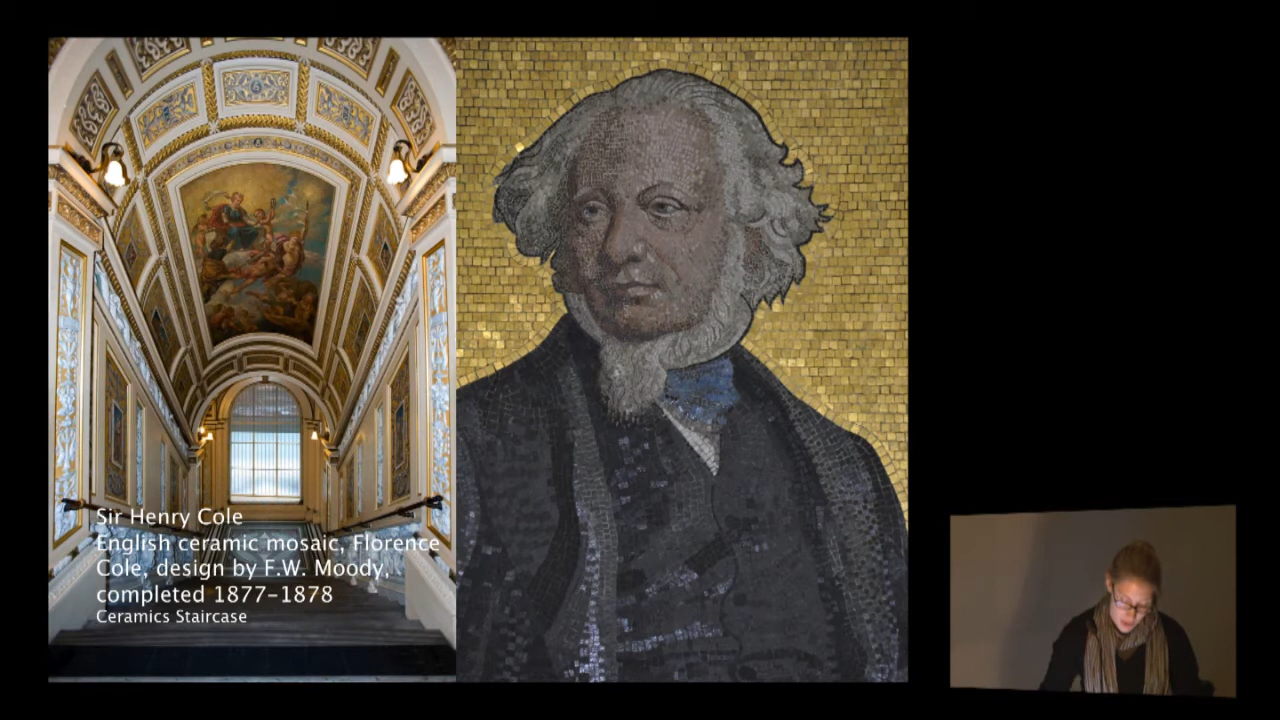 Sir Henry Cole
English ceramic mosaic, Florence
Cole, design by F.W. Moody,
completed 1877–1878
Ceramics Staircase